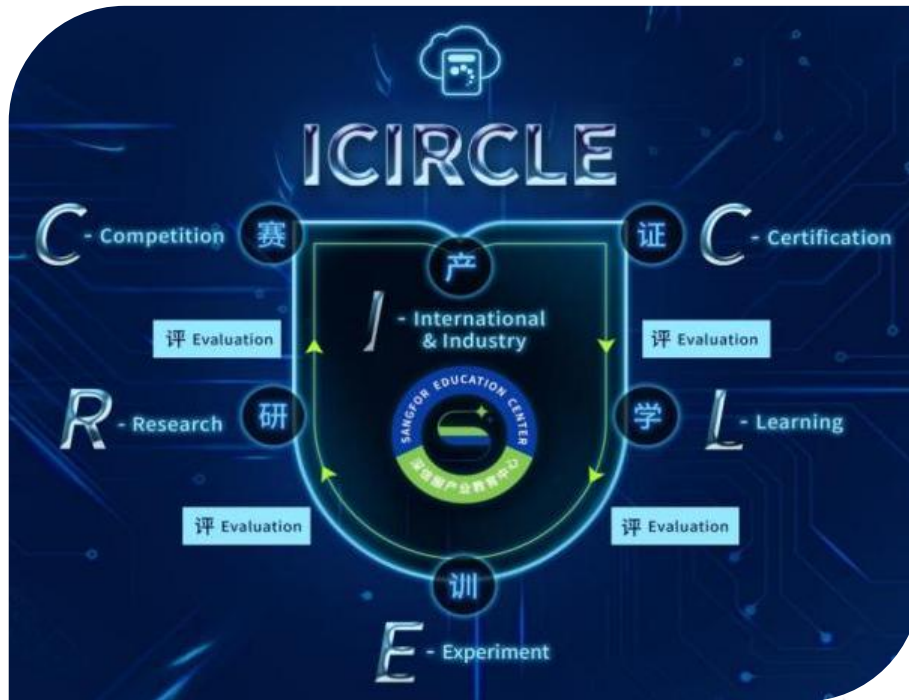 ICIRCLE
C - Competition 赛
证 C - Certification
产
I - International
& Industry
评 Evaluation
评 Evaluation
SANGFOR EDUCATION CENTER
深信服产业教育中心
R - Research 研
学 L - Learning
评 Evaluation
评 Evaluation
训
E - Experiment